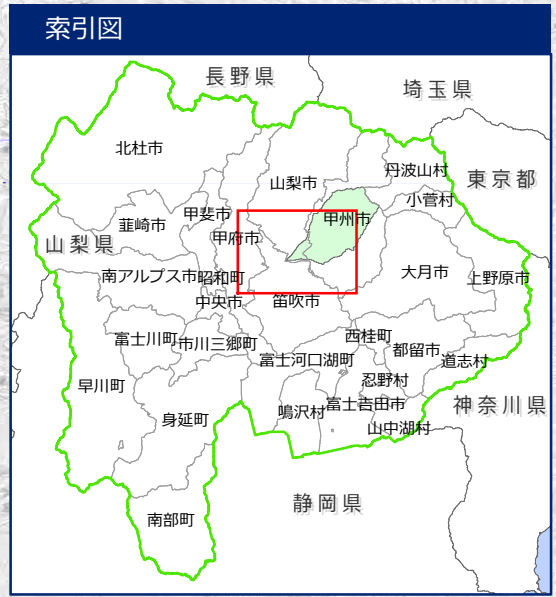 索引図
長野県
埼玉県
北杜市
山梨市
丹波山村
東京都
小菅村
甲斐市
甲州市
韮崎市
甲府市
山梨県
大月市
上野原市
南アルプス市
昭和町
中央市
笛吹市
富士川町
市川三郷町
西桂町
都留市
富士河口湖町
道志村
早川町
忍野村
鳴沢村
富士吉田市
神奈川県
身延町
山中湖村
静岡県
南部町